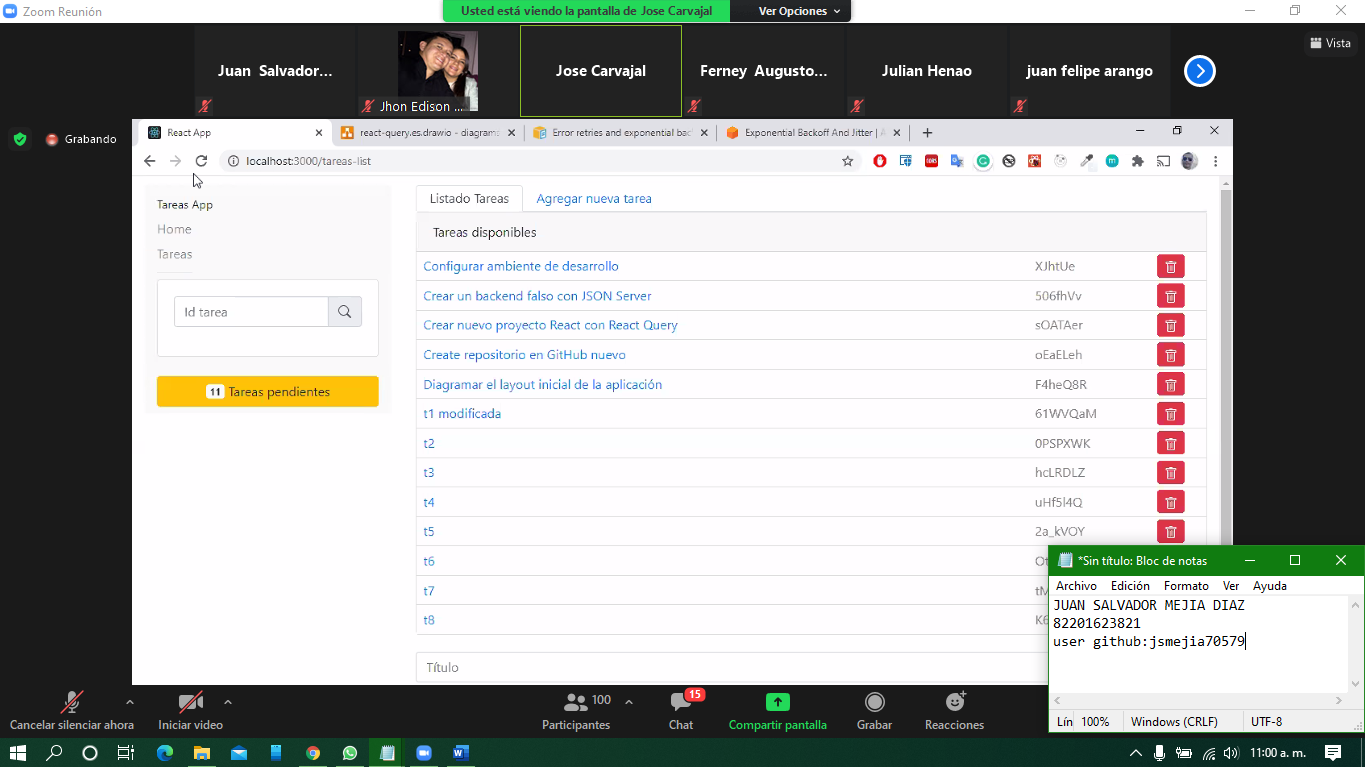 Zoom Reunión
Usted está viendo la pantalla de Jose Carvajal
Ver Opciones
Vista
Juan Salvador...
Jhon Edison ...
Jose Carvajal
Ferney Augusto...
Julian Henao
juan felipe arango
Grabando
React App
react-query.es.drawio - diagrams
Error retries and exponential bac
Exponential Backoff And Jitter | A
localhost:3000/tareas-list
Tareas App
Home
Tareas
Id tarea
11 Tareas pendientes
Listado Tareas
Agregar nueva tarea
Tareas disponibles
Configurar ambiente de desarrollo XJhtUe
Crear un backend falso con JSON Server 506fhVv
Crear nuevo proyecto React con React Query sOATAer
Create repositorio en GitHub nuevo oEaELeh
Diagramar el layout inicial de la aplicación F4heQ8R
t1 modificada 61WVQaM
t2 0PSPXWK
t3 hcLRDLZ
t4 uHf5l4Q
t5 2a_kVOY
t6
t7
t8
Título
*Sin título: Bloc de notas
Archivo Edición Formato Ver Ayuda
JUAN SALVADOR MEJIA DIAZ
82201623821
user github:jsmejia70579
Lín 100% Windows (CRLF) UTF-8
Cancelar silenciar ahora
Iniciar video
100
Participantes
15
Chat
Compartir pantalla
Grabar
Reacciones
11:00 a. m.